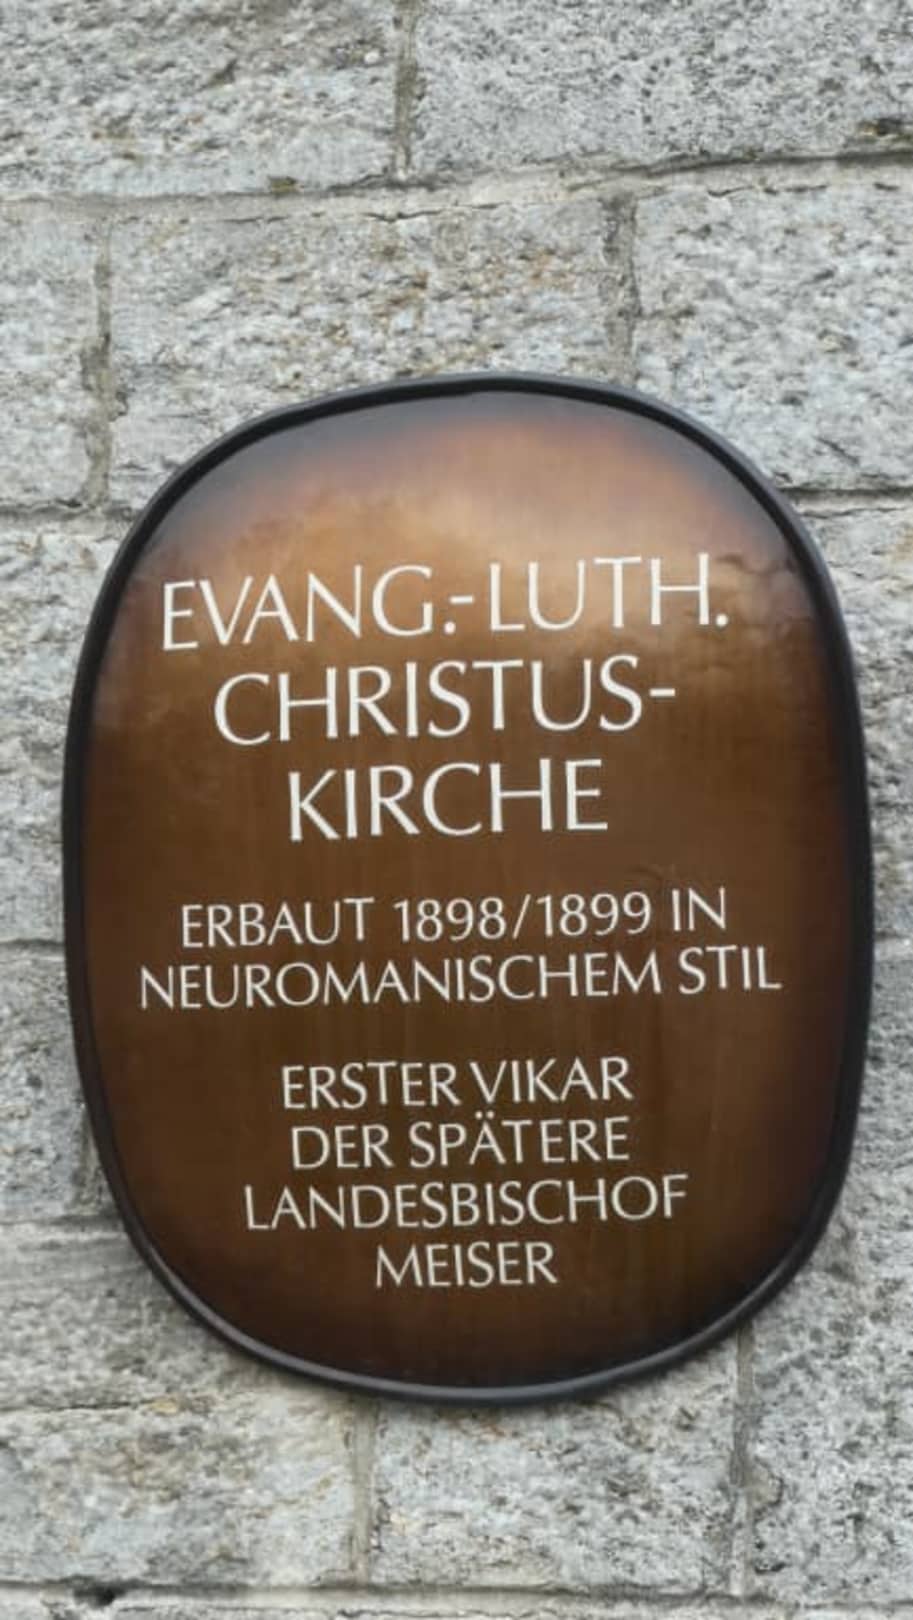 EVANG.-LUTH.
CHRISTUS-
KIRCHE
ERBAUT 1898/1899 IN
NEUROMANISCHEM STIL
ERSTER VIKAR
DER SPÄTERE
LANDESBISCHOF
MEISER